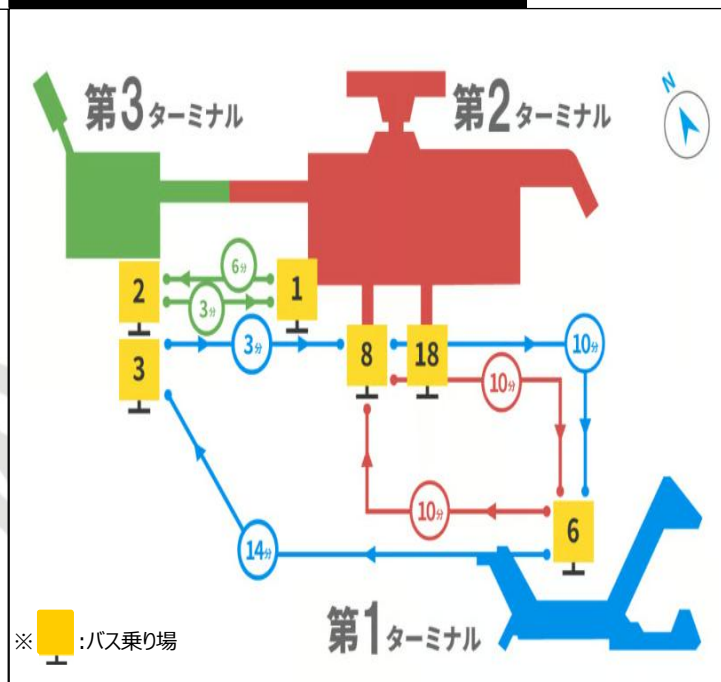 N
第3ターミナル
第2ターミナル
6分
1
2
3分
3
3分
8
18
10分
10分
10分
6
14分
第1ターミナル
※ :バス乗り場